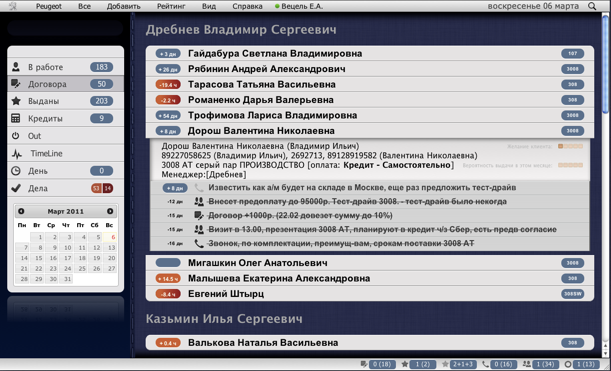 Peugeot Все Добавить Рейтинг Вид Справка Вецель Е.А. воскресенье 06 марта
В работе 183
Договора 50
Выданы 203
Кредиты 9
Out
TimeLine
День 0
Дела 53 14
Март 2011
Пн Вт Ср Чт Пт Сб Вс
1 2 3 4 5 6
7 8 9 10 11 12 13
14 15 16 17 18 19 20
21 22 23 24 25 26 27
28 29 30 31
Дребнев Владимир Сергеевич
+ 3 дн Гайдабура Светлана Владимировна 107
+ 26 дн Рябинин Андрей Александрович 3008
-19.4 ч Тарасова Татьяна Васильевна 308
-2.2 ч Романенко Дарья Валерьевна 308
+ 54 дн Трофимова Лариса Владимировна 3008
+ 8 дн Дорош Валентина Николаевна 3008
Дорош Валентина Николаевна (Владимир Ильич)
89227058625 (Владимир Ильич), 2692713, 89128919582 (Валентина Николаевна)
3008 AT серый пар ПРОИЗВОДСТВО [оплата: Кредит - Самостоятельно]
Менеджер:[Дребнев]
+ 8 дн Известить как а/м будет на складе в Москве, еще раз предложить тест-драйв
-12 дн Внесет предоплату до 95000р. Тест-драйв 3008. - тест-драйв было некогда
-15 дн Договор +1000р. (22.02 довезет сумму до 10%)
-15 дн Визит в 13.00, презентация 3008 АТ, планируют в кредит ч/з Сбер, есть предв согласие
-16 дн Звонок, по комплектации, преимущ-вам, срокам поставки 3008 АТ
Мигашкин Олег Анатольевич 3008
+ 14.5 ч Малышева Екатерина Александровна 308
-8.4 ч Евгений Штырц 308SW
Казьмин Илья Сергеевич
+ 0.4 ч Валькова Наталья Васильевна 308
0 (18) 1 (2) 2+1=3 0 (16) 1 (34) 1 (13)